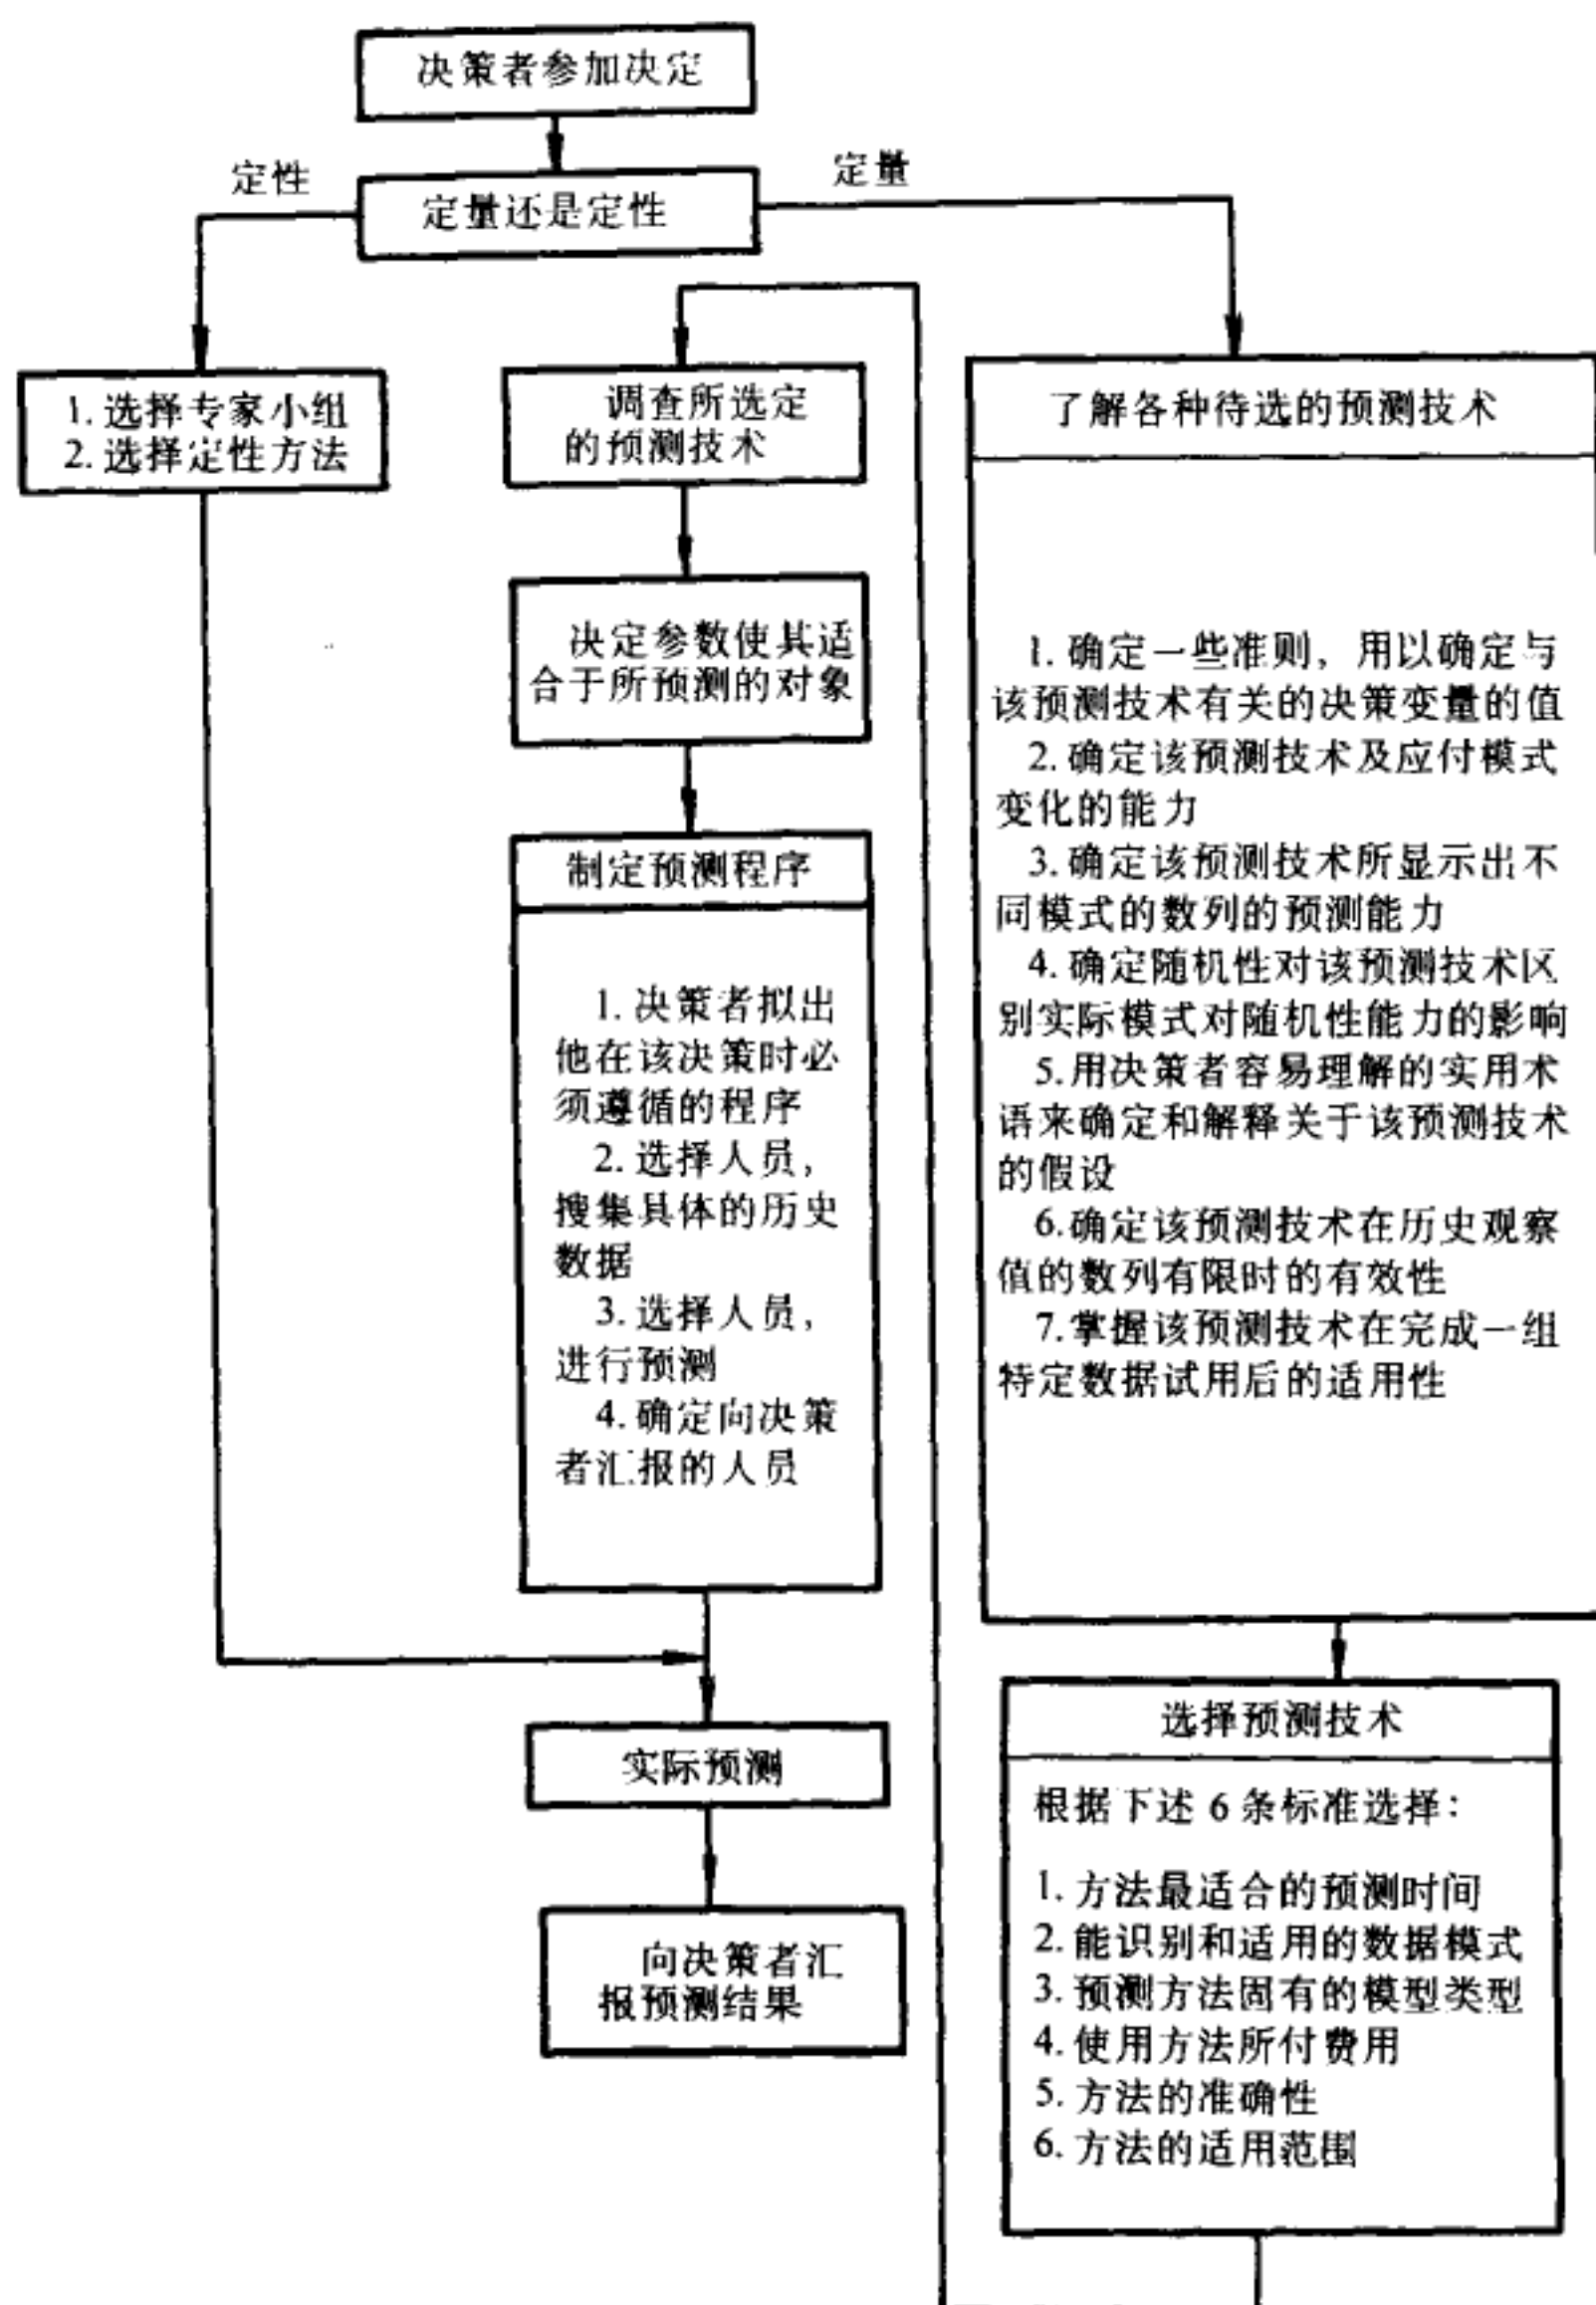 决策者参加决定
定性
定量
定量还是定性
1. 选择专家小组
2. 选择定性方法
调查所选定
的预测技术
决定参数使其适
合于所预测的对象
制定预测程序
1. 决策者拟出
他在该决策时必
须遵循的程序
2. 选择人员，
搜集具体的历史
数据
3. 选择人员，
进行预测
4. 确定向决策
者汇报的人员
实际预测
向决策者汇
报预测结果
了解各种待选的预测技术
1. 确定一些准则，用以确定与
该预测技术有关的决策变量的值
2. 确定该预测技术及应付模式
变化的能力
3. 确定该预测技术所显示出不
同模式的数列的预测能力
4. 确定随机性对该预测技术区
别实际模式对随机性能力的影响
5. 用决策者容易理解的实用术
语来确定和解释关于该预测技术
的假设
6. 确定该预测技术在历史观察
值的数列有限时的有效性
7. 掌握该预测技术在完成一组
特定数据试用后的适用性
选择预测技术
根据下述 6 条标准选择：
1. 方法最适合的预测时间
2. 能识别和适用的数据模式
3. 预测方法固有的模型类型
4. 使用方法所付费用
5. 方法的准确性
6. 方法的适用范围